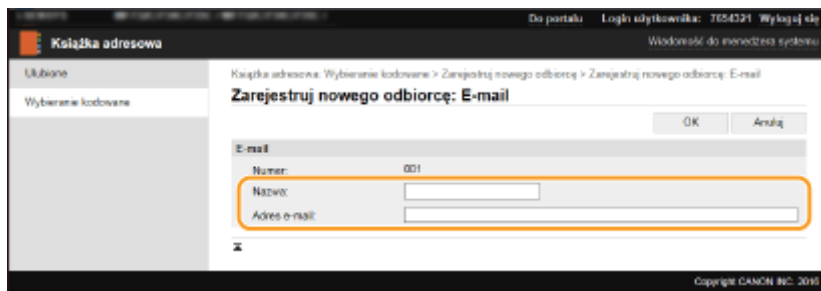 Do portalu Login użytkownika: 7654321 Wyloguj się
Książka adresowa
Wiadomość do menedżera systemu
Ulubione
Wybieranie kodowane
Książka adresowa: Wybieranie kodowane > Zarejestruj nowego odbiorcę > Zarejestruj nowego odbiorcę: E-mail
Zarejestruj nowego odbiorcę: E-mail
OK Anuluj
E-mail
Numer: 001
Nazwa:
Adres e-mail:
Copyright CANON INC. 2016